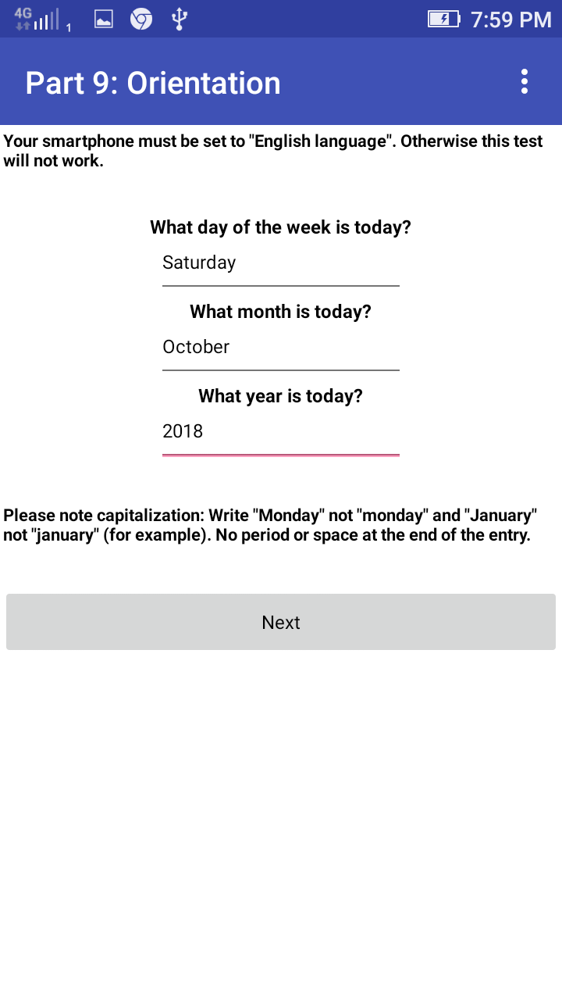 4G 1 7:59 PM
Part 9: Orientation
Your smartphone must be set to "English language". Otherwise this test
will not work.
What day of the week is today?
Saturday
What month is today?
October
What year is today?
2018
Please note capitalization: Write "Monday" not "monday" and "January"
not "january" (for example). No period or space at the end of the entry.
Next